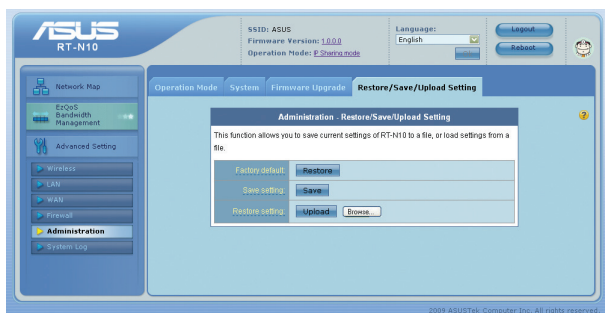 ASUS
RT-N10
SSID: ASUS
Firmware Version: 1.0.0.0
Operation Mode: IP Sharing mode
Language:
English
Logout
Reboot
Network Map
EzQoS
Bandwidth
Management
Advanced Setting
Wireless
LAN
WAN
Firewall
Administration
System Log
Operation Mode System Firmware Upgrade Restore/Save/Upload Setting
Administration - Restore/Save/Upload Setting
This function allows you to save current settings of RT-N10 to a file, or load settings from a
file.
Factory default: Restore
Save setting: Save
Restore setting: Upload Browse...
2009 ASUSTek Computer Inc. All rights reserved.